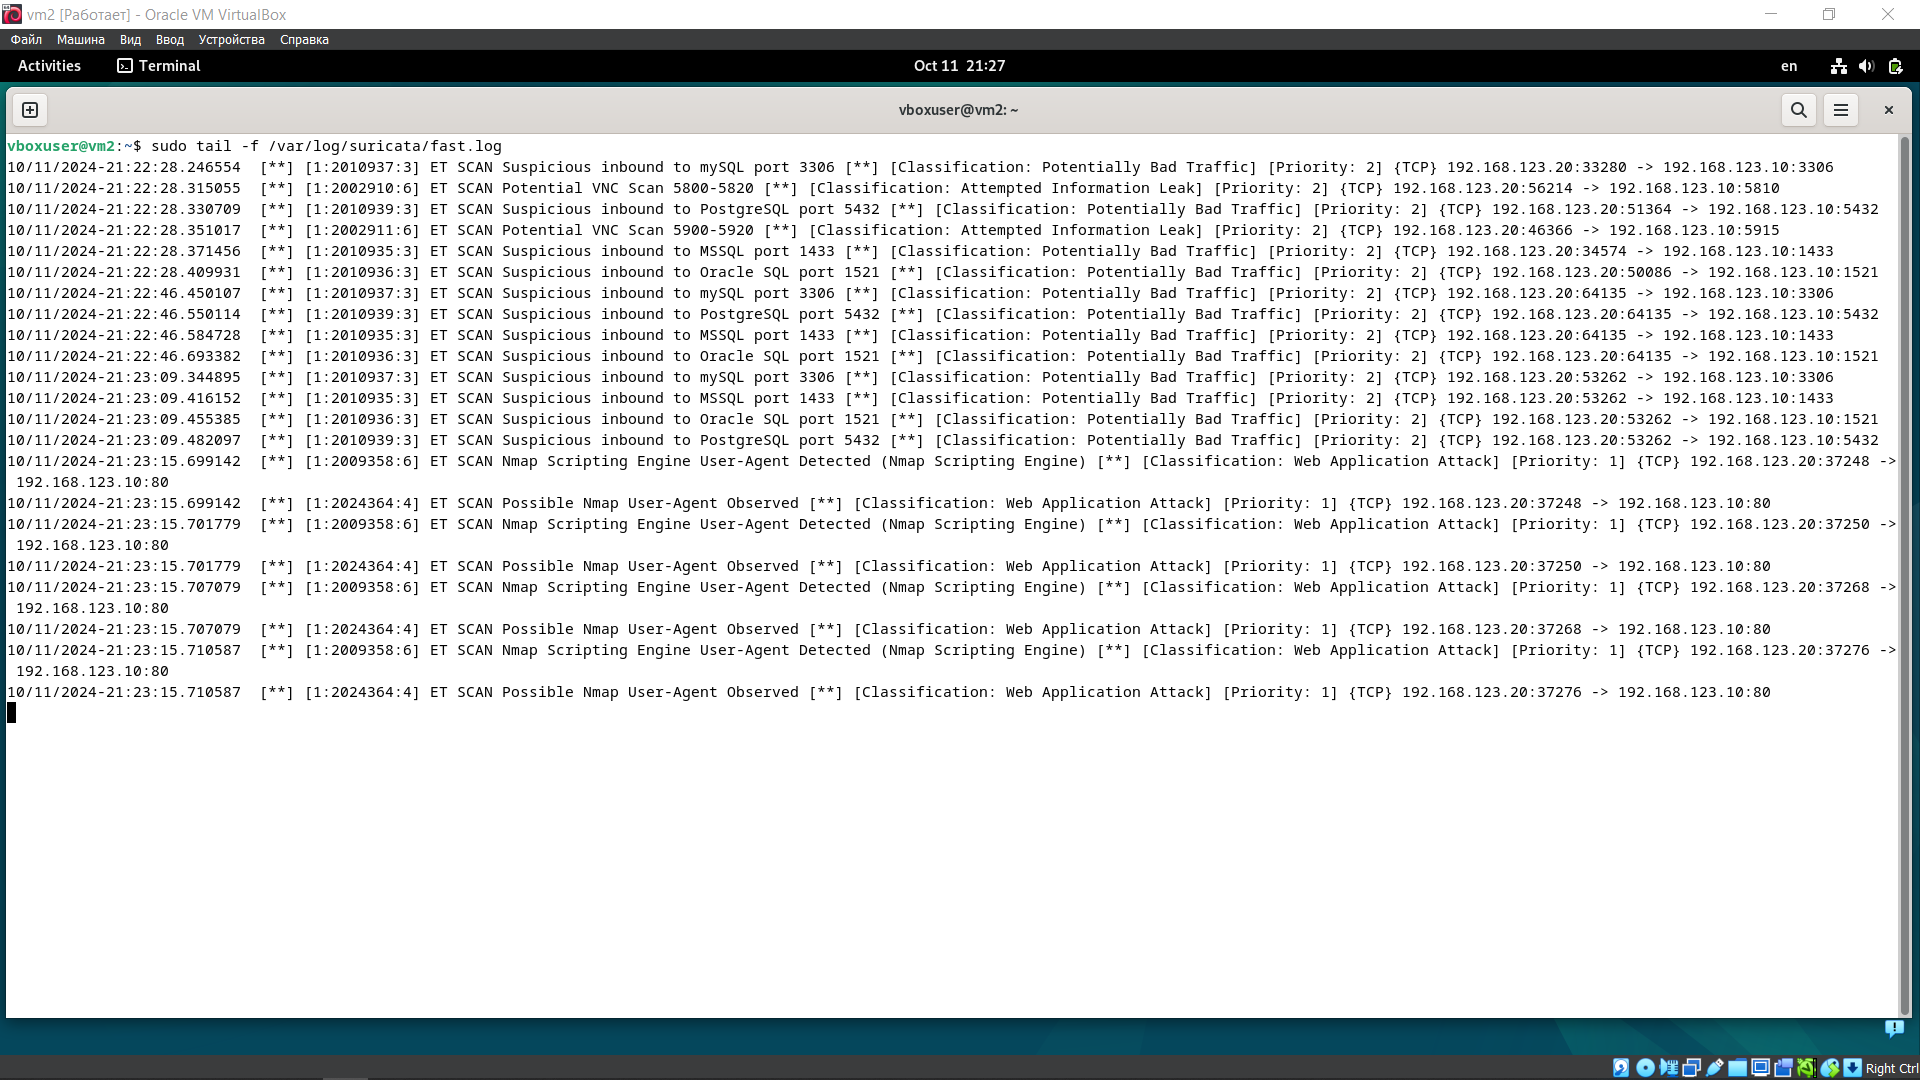 vm2 [Работает] - Oracle VM VirtualBox
Файл Машина Вид Ввод Устройства Справка
Activities Terminal Oct 11 21:27 en
vboxuser@vm2: ~
vboxuser@vm2:~$ sudo tail -f /var/log/suricata/fast.log
10/11/2024-21:22:28.246554  [**] [1:2010937:3] ET SCAN Suspicious inbound to mySQL port 3306 [**] [Classification: Potentially Bad Traffic] [Priority: 2] {TCP} 192.168.123.20:33280 -> 192.168.123.10:3306
10/11/2024-21:22:28.315055  [**] [1:2002910:6] ET SCAN Potential VNC Scan 5800-5820 [**] [Classification: Attempted Information Leak] [Priority: 2] {TCP} 192.168.123.20:56214 -> 192.168.123.10:5810
10/11/2024-21:22:28.330709  [**] [1:2010939:3] ET SCAN Suspicious inbound to PostgreSQL port 5432 [**] [Classification: Potentially Bad Traffic] [Priority: 2] {TCP} 192.168.123.20:51364 -> 192.168.123.10:5432
10/11/2024-21:22:28.351017  [**] [1:2002911:6] ET SCAN Potential VNC Scan 5900-5920 [**] [Classification: Attempted Information Leak] [Priority: 2] {TCP} 192.168.123.20:46366 -> 192.168.123.10:5915
10/11/2024-21:22:28.371456  [**] [1:2010935:3] ET SCAN Suspicious inbound to MSSQL port 1433 [**] [Classification: Potentially Bad Traffic] [Priority: 2] {TCP} 192.168.123.20:34574 -> 192.168.123.10:1433
10/11/2024-21:22:28.409931  [**] [1:2010936:3] ET SCAN Suspicious inbound to Oracle SQL port 1521 [**] [Classification: Potentially Bad Traffic] [Priority: 2] {TCP} 192.168.123.20:50086 -> 192.168.123.10:1521
10/11/2024-21:22:46.450107  [**] [1:2010937:3] ET SCAN Suspicious inbound to mySQL port 3306 [**] [Classification: Potentially Bad Traffic] [Priority: 2] {TCP} 192.168.123.20:64135 -> 192.168.123.10:3306
10/11/2024-21:22:46.550114  [**] [1:2010939:3] ET SCAN Suspicious inbound to PostgreSQL port 5432 [**] [Classification: Potentially Bad Traffic] [Priority: 2] {TCP} 192.168.123.20:64135 -> 192.168.123.10:5432
10/11/2024-21:22:46.584728  [**] [1:2010935:3] ET SCAN Suspicious inbound to MSSQL port 1433 [**] [Classification: Potentially Bad Traffic] [Priority: 2] {TCP} 192.168.123.20:64135 -> 192.168.123.10:1433
10/11/2024-21:22:46.693382  [**] [1:2010936:3] ET SCAN Suspicious inbound to Oracle SQL port 1521 [**] [Classification: Potentially Bad Traffic] [Priority: 2] {TCP} 192.168.123.20:64135 -> 192.168.123.10:1521
10/11/2024-21:23:09.344895  [**] [1:2010937:3] ET SCAN Suspicious inbound to mySQL port 3306 [**] [Classification: Potentially Bad Traffic] [Priority: 2] {TCP} 192.168.123.20:53262 -> 192.168.123.10:3306
10/11/2024-21:23:09.416152  [**] [1:2010935:3] ET SCAN Suspicious inbound to MSSQL port 1433 [**] [Classification: Potentially Bad Traffic] [Priority: 2] {TCP} 192.168.123.20:53262 -> 192.168.123.10:1433
10/11/2024-21:23:09.455385  [**] [1:2010936:3] ET SCAN Suspicious inbound to Oracle SQL port 1521 [**] [Classification: Potentially Bad Traffic] [Priority: 2] {TCP} 192.168.123.20:53262 -> 192.168.123.10:1521
10/11/2024-21:23:09.482097  [**] [1:2010939:3] ET SCAN Suspicious inbound to PostgreSQL port 5432 [**] [Classification: Potentially Bad Traffic] [Priority: 2] {TCP} 192.168.123.20:53262 -> 192.168.123.10:5432
10/11/2024-21:23:15.699142  [**] [1:2009358:6] ET SCAN Nmap Scripting Engine User-Agent Detected (Nmap Scripting Engine) [**] [Classification: Web Application Attack] [Priority: 1] {TCP} 192.168.123.20:37248 ->
192.168.123.10:80
10/11/2024-21:23:15.699142  [**] [1:2024364:4] ET SCAN Possible Nmap User-Agent Observed [**] [Classification: Web Application Attack] [Priority: 1] {TCP} 192.168.123.20:37248 -> 192.168.123.10:80
10/11/2024-21:23:15.701779  [**] [1:2009358:6] ET SCAN Nmap Scripting Engine User-Agent Detected (Nmap Scripting Engine) [**] [Classification: Web Application Attack] [Priority: 1] {TCP} 192.168.123.20:37250 ->
192.168.123.10:80
10/11/2024-21:23:15.701779  [**] [1:2024364:4] ET SCAN Possible Nmap User-Agent Observed [**] [Classification: Web Application Attack] [Priority: 1] {TCP} 192.168.123.20:37250 -> 192.168.123.10:80
10/11/2024-21:23:15.707079  [**] [1:2009358:6] ET SCAN Nmap Scripting Engine User-Agent Detected (Nmap Scripting Engine) [**] [Classification: Web Application Attack] [Priority: 1] {TCP} 192.168.123.20:37268 ->
192.168.123.10:80
10/11/2024-21:23:15.707079  [**] [1:2024364:4] ET SCAN Possible Nmap User-Agent Observed [**] [Classification: Web Application Attack] [Priority: 1] {TCP} 192.168.123.20:37268 -> 192.168.123.10:80
10/11/2024-21:23:15.710587  [**] [1:2009358:6] ET SCAN Nmap Scripting Engine User-Agent Detected (Nmap Scripting Engine) [**] [Classification: Web Application Attack] [Priority: 1] {TCP} 192.168.123.20:37276 ->
192.168.123.10:80
10/11/2024-21:23:15.710587  [**] [1:2024364:4] ET SCAN Possible Nmap User-Agent Observed [**] [Classification: Web Application Attack] [Priority: 1] {TCP} 192.168.123.20:37276 -> 192.168.123.10:80
Right Ctrl